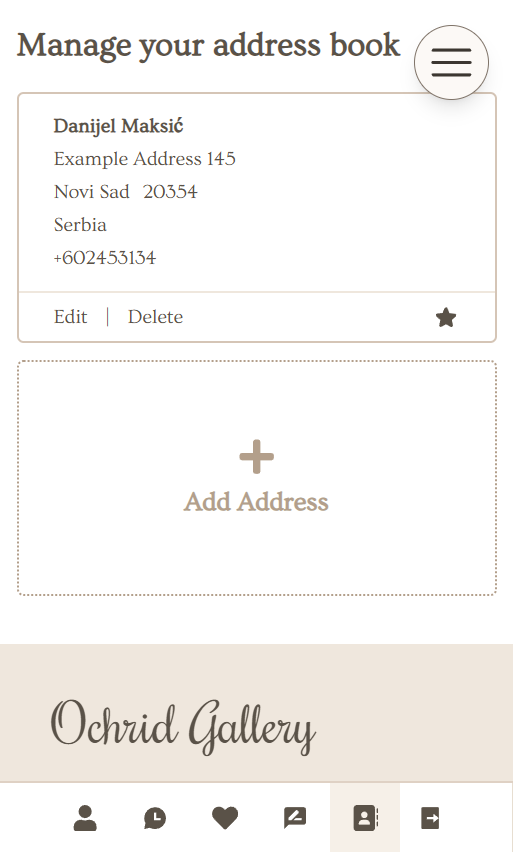 Manage your address book
Danijel Maksić
Example Address 145
Novi Sad 20354
Serbia
+602453134
Edit | Delete
Add Address
Ochrid Gallery